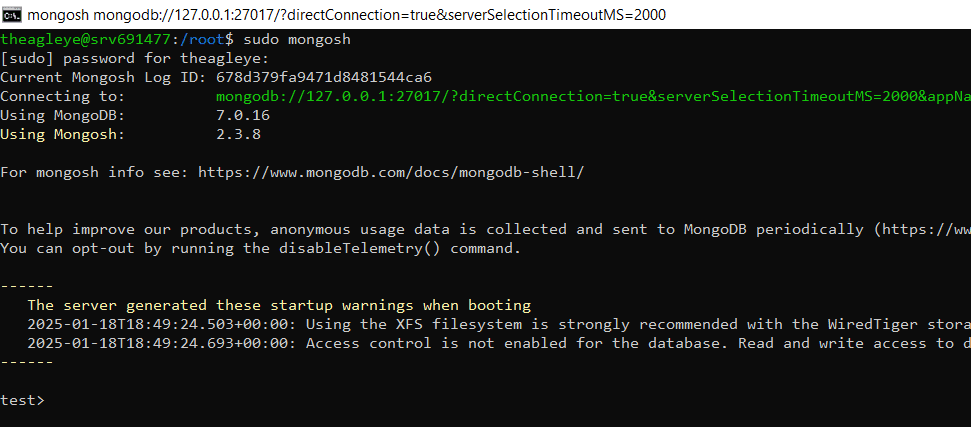 mongosh mongodb://127.0.0.1:27017/?directConnection=true&serverSelectionTimeoutMS=2000
theagleye@srv691477:/root$ sudo mongosh
[sudo] password for theagleye:
Current Mongosh Log ID: 678d379fa9471d8481544ca6
Connecting to: mongodb://127.0.0.1:27017/?directConnection=true&serverSelectionTimeoutMS=2000&appNa
Using MongoDB: 7.0.16
Using Mongosh: 2.3.8
For mongosh info see: https://www.mongodb.com/docs/mongodb-shell/
To help improve our products, anonymous usage data is collected and sent to MongoDB periodically (https://ww
You can opt-out by running the disableTelemetry() command.
------
The server generated these startup warnings when booting
2025-01-18T18:49:24.503+00:00: Using the XFS filesystem is strongly recommended with the WiredTiger stora
2025-01-18T18:49:24.693+00:00: Access control is not enabled for the database. Read and write access to d
------
test>